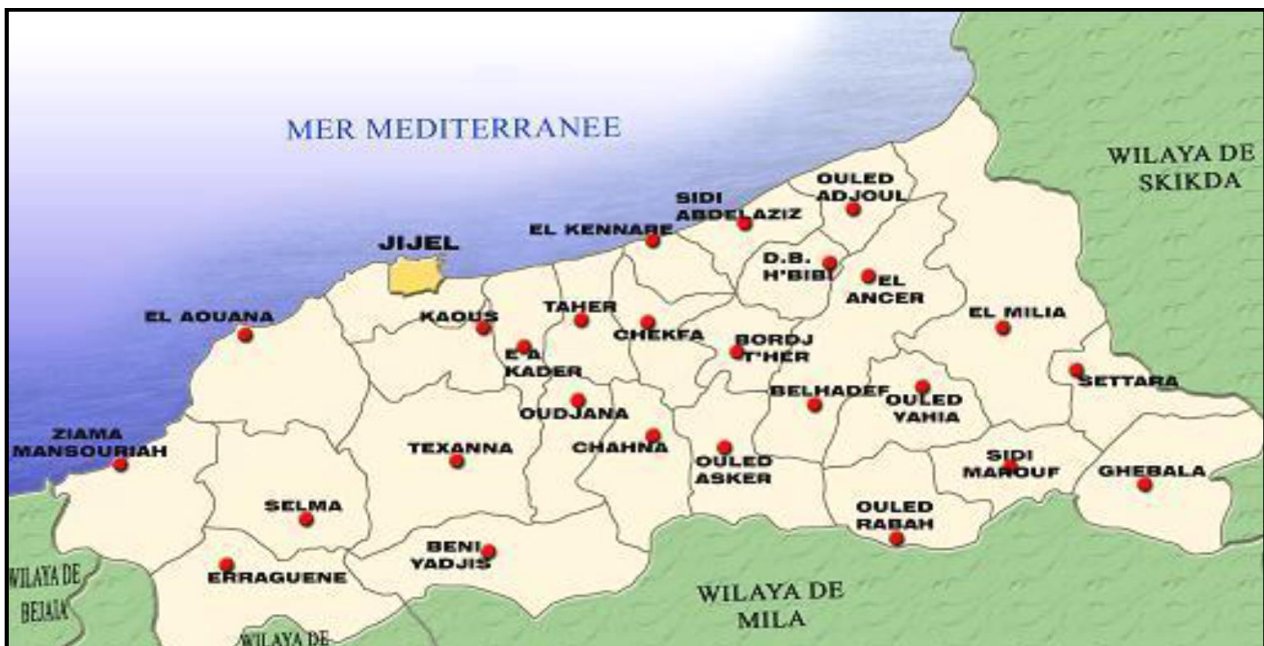 MER MEDITERRANEE
WILAYA DE
SKIKDA
OULED
ADJOUL
SIDI
ABDELAZIZ
EL KENNARE
JIJEL
D.B.
H'BIBI
EL
ANCER
EL AOUANA
KAOUS
TAHER
CHEKFA
EL MILIA
E'A
KADER
BORDJ
T'HER
SETTARA
BELHADEF
OULED
YAHIA
OUDJANA
ZIAMA
MANSOURIAH
TEXANNA
CHAHNA
OULED
ASKER
SIDI
MAROUF
GHEBALA
SELMA
OULED
RABAH
BENI
YADJIS
ERRAGUENE
WILAYA DE
BEJAIA
WILAYA DE
MILA
WILAYA DE